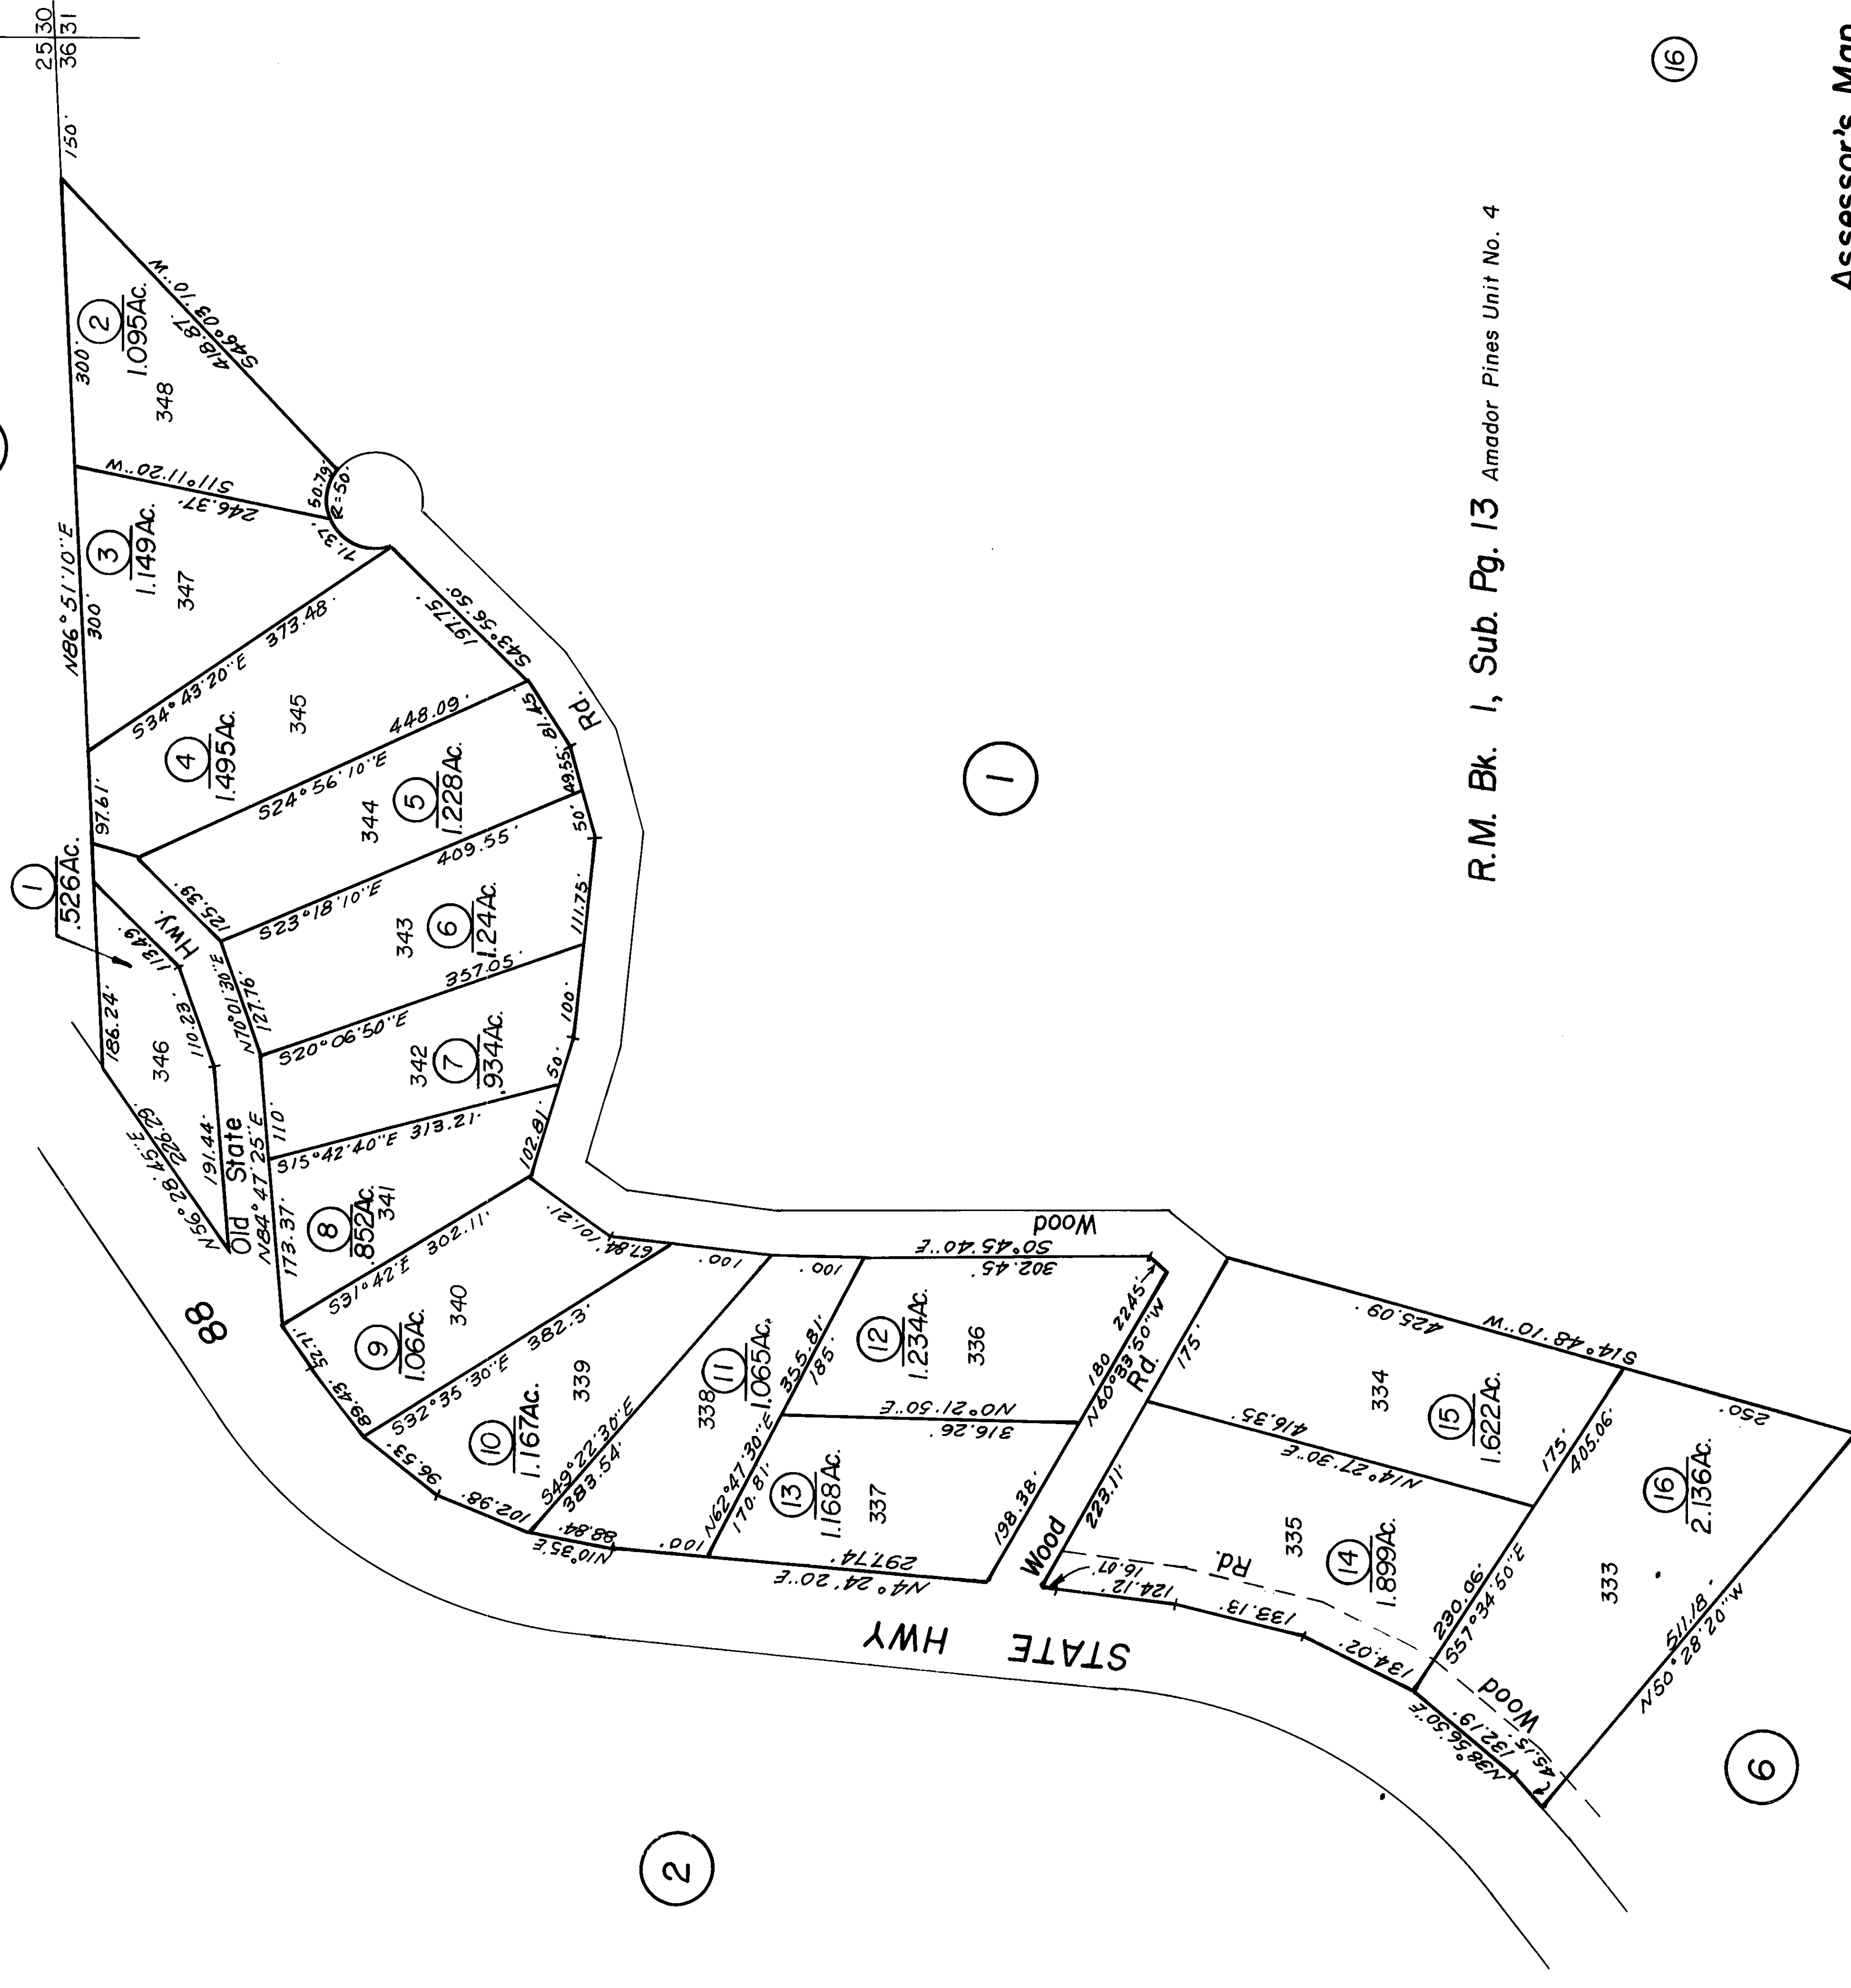 25 30
36 31
150'
N86°51'10"E
300'
2
1.095Ac.
348
418.87'
S46°03'10"W
S11°11'20"W
246.37'
50.79'
R=50'
71.37'
3
1.149Ac.
347
300'
S34°43'20"E 373.48'
4
1.495Ac.
345
97.61'
197.75'
S43°56'50"
S24°56'10"E 448.09'
81.45'
Rd.
5
1.228Ac.
344
49.55'
125.39'
S23°18'10"E 409.55'
50'
6
1.24Ac.
343
111.75'
N70°01'30"E
127.76'
S20°06'50"E 357.05'
100'
7
.934Ac.
342
50'
110'
S15°42'40"E 313.21'
102.81'
8
.852Ac.
341
173.37'
N84°47'25"E
Old State Hwy.
1
.526Ac.
346
186.24'
113.49'
110.23'
191.44'
N56°28'45"E
226.29'
88
S31°42'E 302.11'
101.21'
9
1.06Ac.
340
52.71'
89.43'
67.84'
S32°35'30"E 382.3'
10
1.167Ac.
339
96.53'
102.98'
100'
S49°22'30"E
383.54'
11
1.065Ac.
338
88.84'
N10°35'E
100'
100'
N62°47'30"E 355.81'
170.81'
185'
12
1.234Ac.
336
302.45'
S0°45'40"E
Wood
22.45'
180
N60°33'50"W
N0°21'50"E
316.26'
13
1.168Ac.
337
297.74'
N4°24'20"E
198.38'
Wood Rd.
STATE HWY
175'
223.11'
16.07'
124.12'
133.13'
134.02'
Rd.
335
14
1.899Ac.
N14°27'30"E
416.35'
334
15
1.622Ac.
425.09'
S14°48'10"W
175'
405.06'
230.06'
S57°34'50"E
250'
16
2.136Ac.
333
Wood
N38°56'50"E
132.19'
45.15'
511.18'
N50°28'20"W
1
2
6
16
R.M. Bk. 1, Sub. Pg. 13 Amador Pines Unit No. 4
Assessor's Map